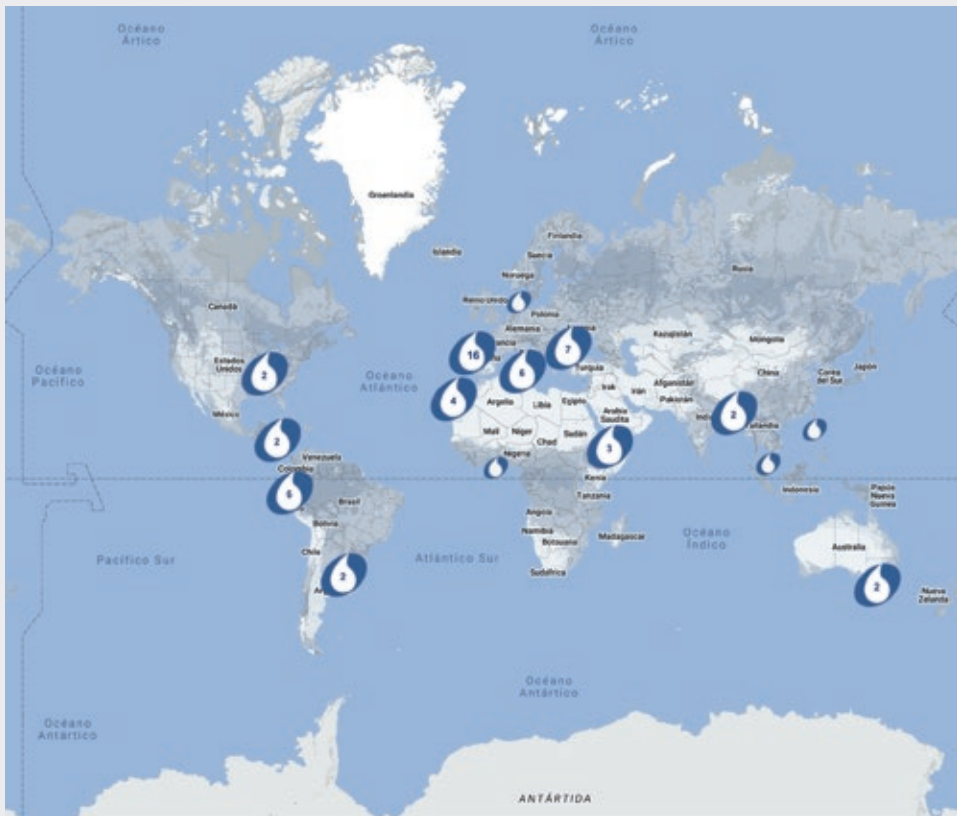 Océano
Ártico
Océano
Ártico
Groenlandia
Islandia
Finlandia
Suecia
Noruega
Rusia
Reino Unido
Polonia
Alemania
Canadá
Kazajistán
Mongolia
16
7
6
Turquía
Estados
Unidos
2
Océano
Pacífico
Océano
Atlántico
China
Corea
del Sur
Japón
Afganistán
Irak
Irán
Pakistán
4
Argelia
Libia
Egipto
Arabia
Saudita
2
México
2
Mali
Níger
Chad
Sudán
3
Nigeria
Venezuela
Colombia
Kenia
Indonesia
Papúa
Nueva
Guinea
Tanzania
Brasil
Angola
Bolivia
Namibia
Botsuana
Madagascar
Océano
Índico
Australia
Chile
Pacífico Sur
Atlántico Sur
Sudáfrica
2
2
Nueva
Zelanda
Océano
Antártico
Océano
Antártico
ANTÁRTIDA